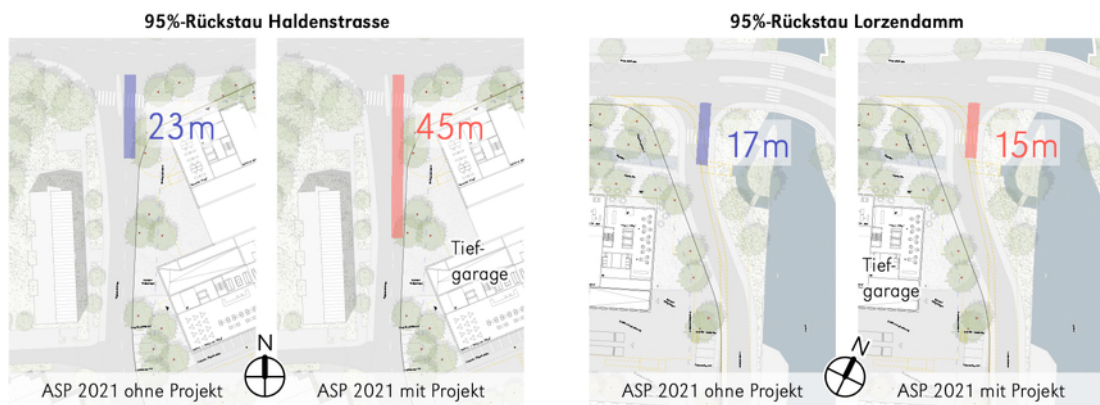 95%-Rückstau Haldenstrasse
95%-Rückstau Lorzendamm
23m
45m
17m
15m
Tief-
garage
Tief-
garage
N
N
ASP 2021 ohne Projekt
ASP 2021 mit Projekt
ASP 2021 ohne Projekt
ASP 2021 mit Projekt